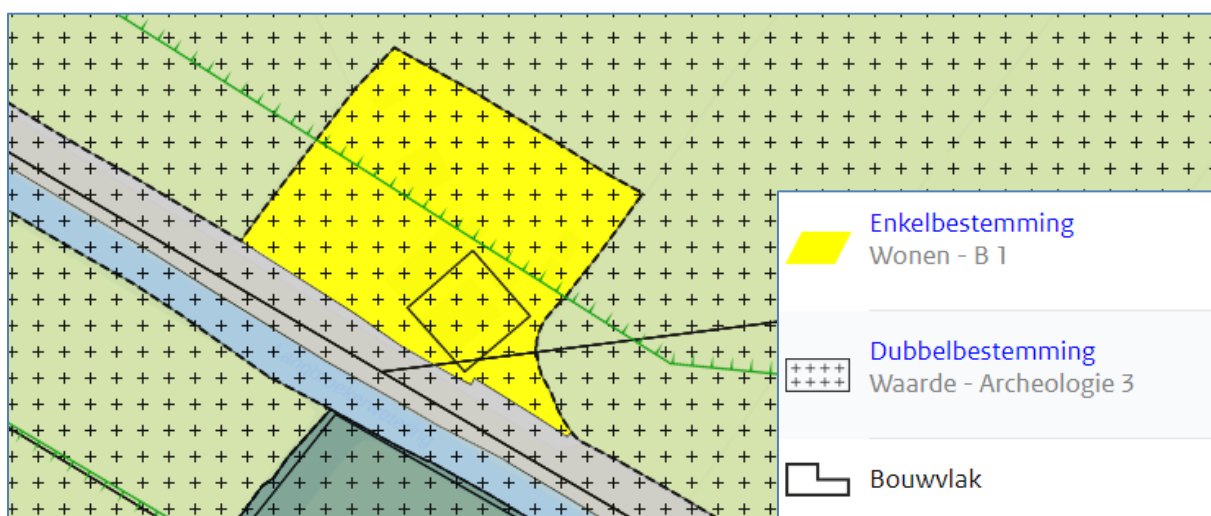 Enkelbestemming
Wonen - B 1
Dubbelbestemming
Waarde - Archeologie 3
Bouwvlak